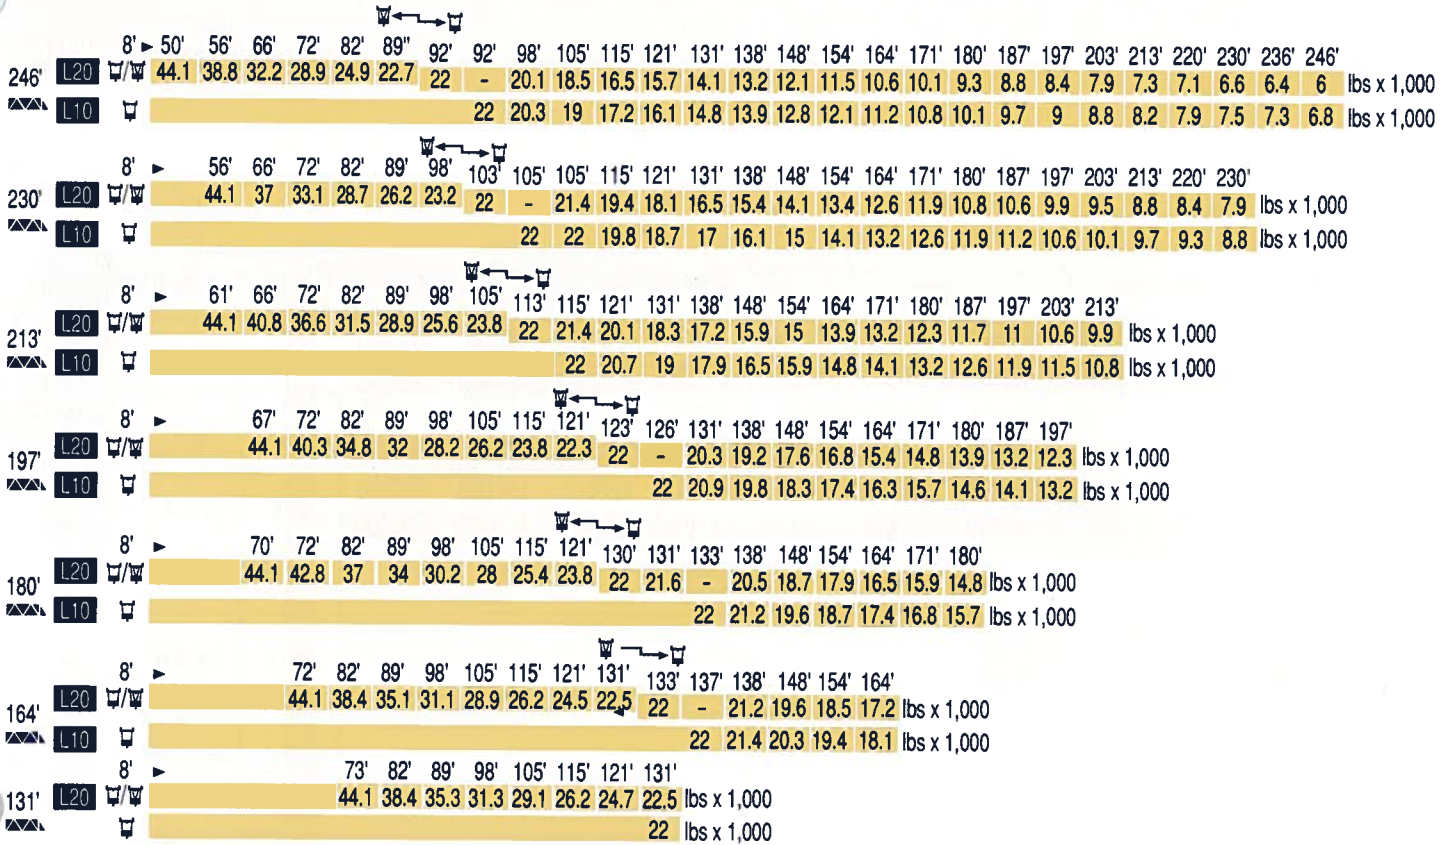 8' ► 50' 56' 66' 72' 82' 89" 92' 92' 98' 105' 115' 121' 131' 138' 148' 154' 164' 171' 180' 187' 197' 203' 213' 220' 230' 236' 246'
246' L20 44.1 38.8 32.2 28.9 24.9 22.7 22 - 20.1 18.5 16.5 15.7 14.1 13.2 12.1 11.5 10.6 10.1 9.3 8.8 8.4 7.9 7.3 7.1 6.6 6.4 6 lbs x 1,000
L10 22 20.3 19 17.2 16.1 14.8 13.9 12.8 12.1 11.2 10.8 10.1 9.7 9 8.8 8.2 7.9 7.5 7.3 6.8 lbs x 1,000
8' ► 56' 66' 72' 82' 89' 98' 103' 105' 105' 115' 121' 131' 138' 148' 154' 164' 171' 180' 187' 197' 203' 213' 220' 230'
230' L20 44.1 37 33.1 28.7 26.2 23.2 22 - 21.4 19.4 18.1 16.5 15.4 14.1 13.4 12.6 11.9 10.8 10.6 9.9 9.5 8.8 8.4 7.9 lbs x 1,000
L10 22 22 19.8 18.7 17 16.1 15 14.1 13.2 12.6 11.9 11.2 10.6 10.1 9.7 9.3 8.8 lbs x 1,000
8' ► 61' 66' 72' 82' 89' 98' 105' 113' 115' 121' 131' 138' 148' 154' 164' 171' 180' 187' 197' 203' 213'
213' L20 44.1 40.8 36.6 31.5 28.9 25.6 23.8 22 21.4 20.1 18.3 17.2 15.9 15 13.9 13.2 12.3 11.7 11 10.6 9.9 lbs x 1,000
L10 22 20.7 19 17.9 16.5 15.9 14.8 14.1 13.2 12.6 11.9 11.5 10.8 lbs x 1,000
8' ► 67' 72' 82' 89' 98' 105' 115' 121' 123' 126' 131' 138' 148' 154' 164' 171' 180' 187' 197'
197' L20 44.1 40.3 34.8 32 28.2 26.2 23.8 22.3 22 - 20.3 19.2 17.6 16.8 15.4 14.8 13.9 13.2 12.3 lbs x 1,000
L10 22 20.9 19.8 18.3 17.4 16.3 15.7 14.6 14.1 13.2 lbs x 1,000
8' ► 70' 72' 82' 89' 98' 105' 115' 121' 130' 131' 133' 138' 148' 154' 164' 171' 180'
180' L20 44.1 42.8 37 34 30.2 28 25.4 23.8 22 21.6 - 20.5 18.7 17.9 16.5 15.9 14.8 lbs x 1,000
L10 22 21.2 19.6 18.7 17.4 16.8 15.7 lbs x 1,000
8' ► 72' 82' 89' 98' 105' 115' 121' 131' 133' 137' 138' 148' 154' 164'
164' L20 44.1 38.4 35.1 31.1 28.9 26.2 24.5 22.5 22 - 21.2 19.6 18.5 17.2 lbs x 1,000
L10 22 21.4 20.3 19.4 18.1 lbs x 1,000
8' ► 73' 82' 89' 98' 105' 115' 121' 131'
131' L20 44.1 38.4 35.3 31.3 29.1 26.2 24.7 22.5 lbs x 1,000
22 lbs x 1,000